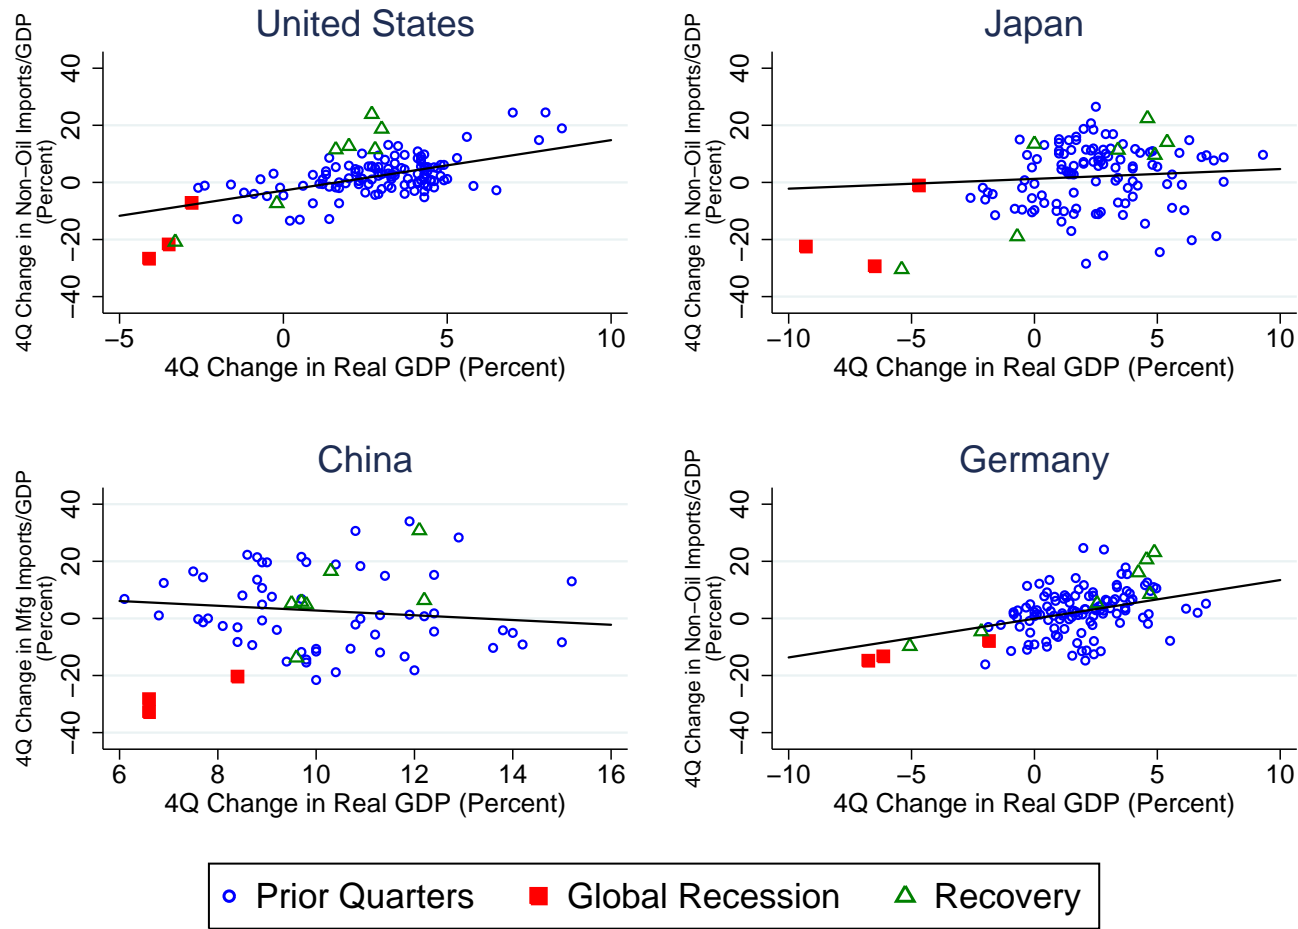 United States
4Q Change in Non−Oil Imports/GDP
(Percent)
40
20
0
−20
−40
−5
0
5
10
4Q Change in Real GDP (Percent)
Japan
4Q Change in Non−Oil Imports/GDP
(Percent)
40
20
0
−20
−40
−10
−5
0
5
10
4Q Change in Real GDP (Percent)
China
4Q Change in Mfg Imports/GDP
(Percent)
40
20
0
−20
−40
6
8
10
12
14
16
4Q Change in Real GDP (Percent)
Germany
4Q Change in Non−Oil Imports/GDP
(Percent)
40
20
0
−20
−40
−10
−5
0
5
10
4Q Change in Real GDP (Percent)
Prior Quarters
Global Recession
Recovery